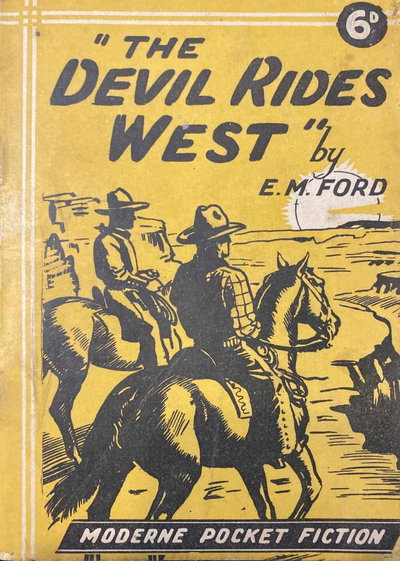 6D
"THE
DEVIL RIDES
WEST"
by
E. M. FORD
MODERNE POCKET FICTION